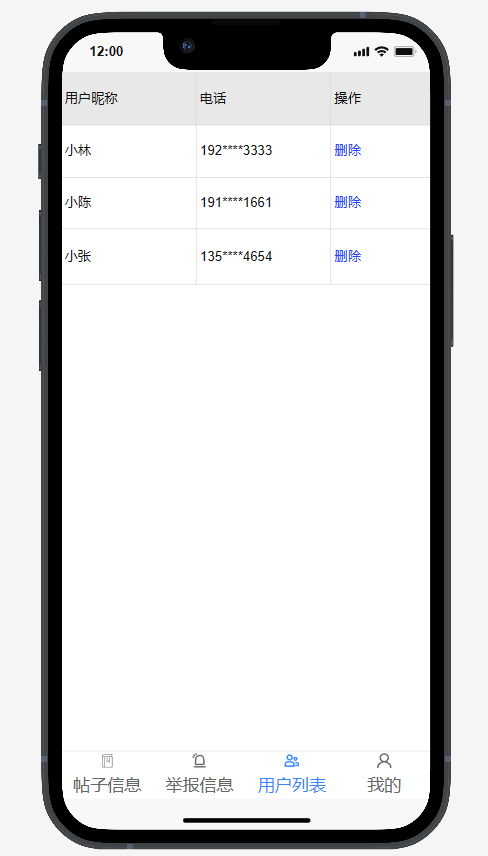 12:00
用户昵称 电话 操作
小林 192****3333 删除
小陈 191****1661 删除
小张 135****4654 删除
帖子信息 举报信息 用户列表 我的